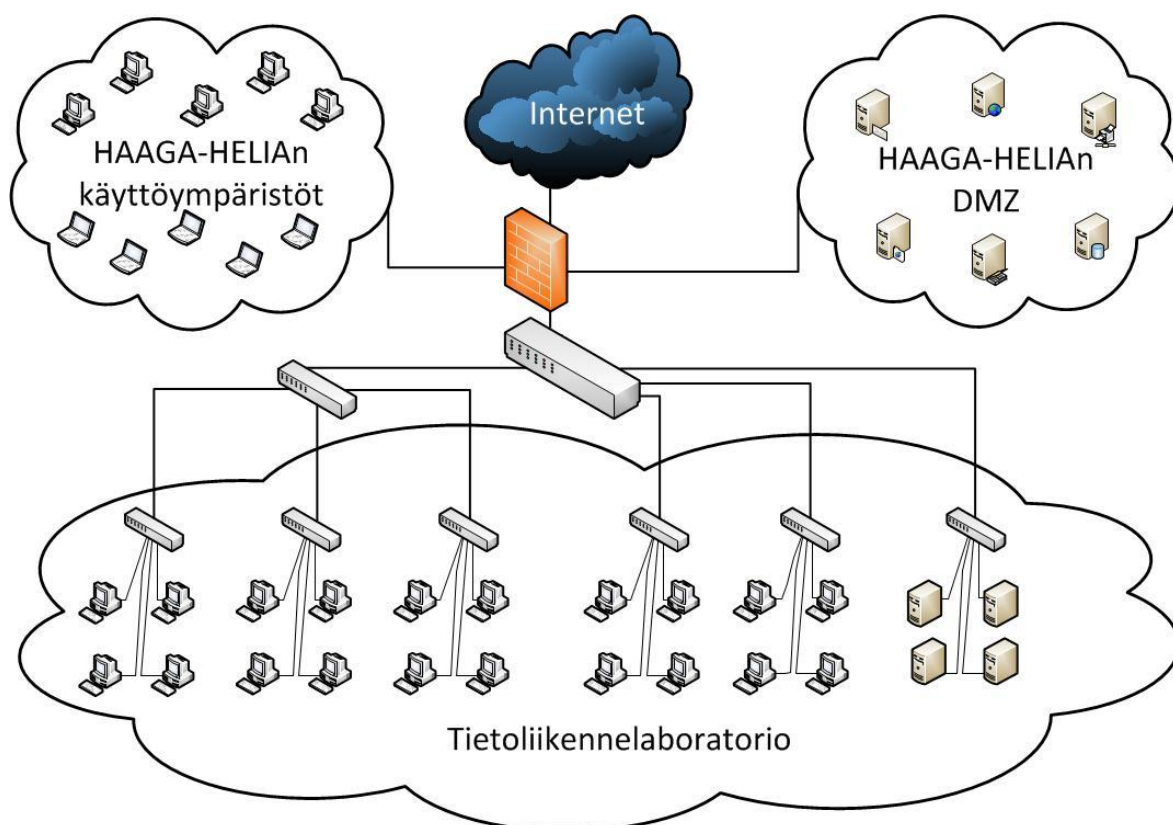 HAAGA-HELIAn
käyttöympäristöt
Internet
HAAGA-HELIAn
DMZ
Tietoliikennelaboratorio